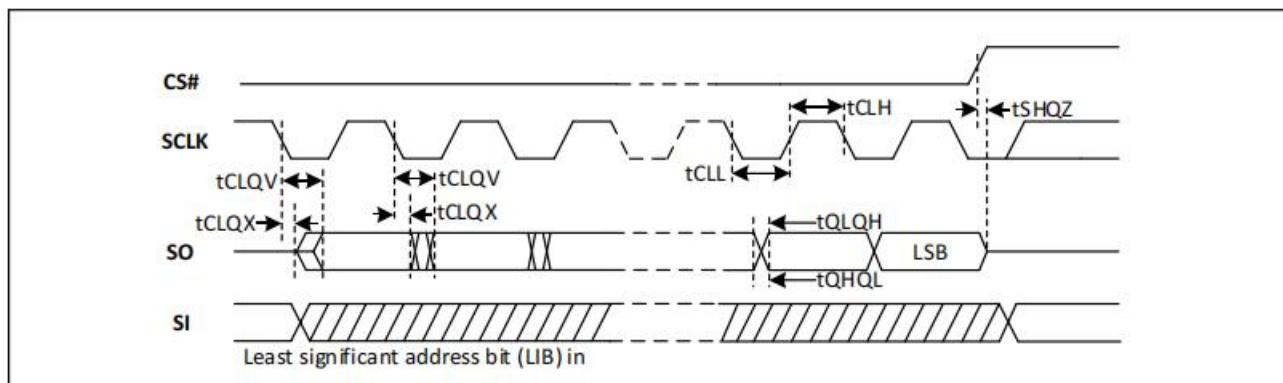 CS#
tCLH
tSHQZ
SCLK
tCLQV
tCLQV
tCLL
tCLQX
tCLQX
tQLQH
SO
LSB
tQHQL
SI
Least significant address bit (LIB) in